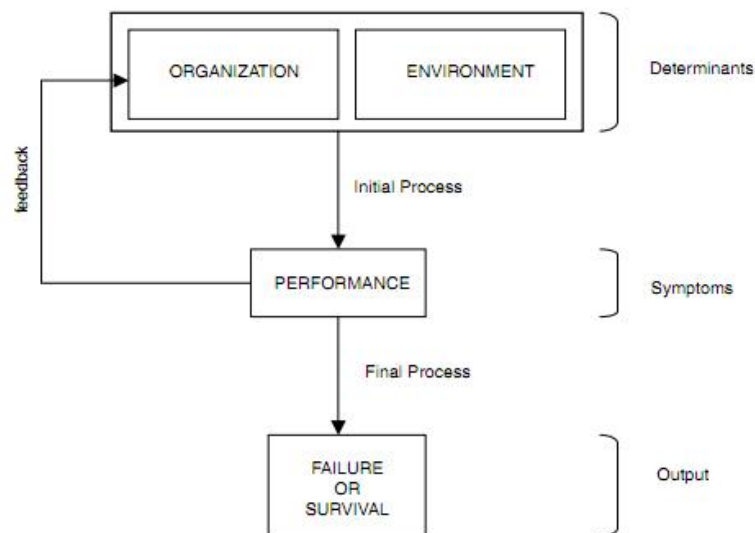 ORGANIZATION
ENVIRONMENT
Determinants
feedback
Initial Process
PERFORMANCE
Symptoms
Final Process
FAILURE
OR
SURVIVAL
Output